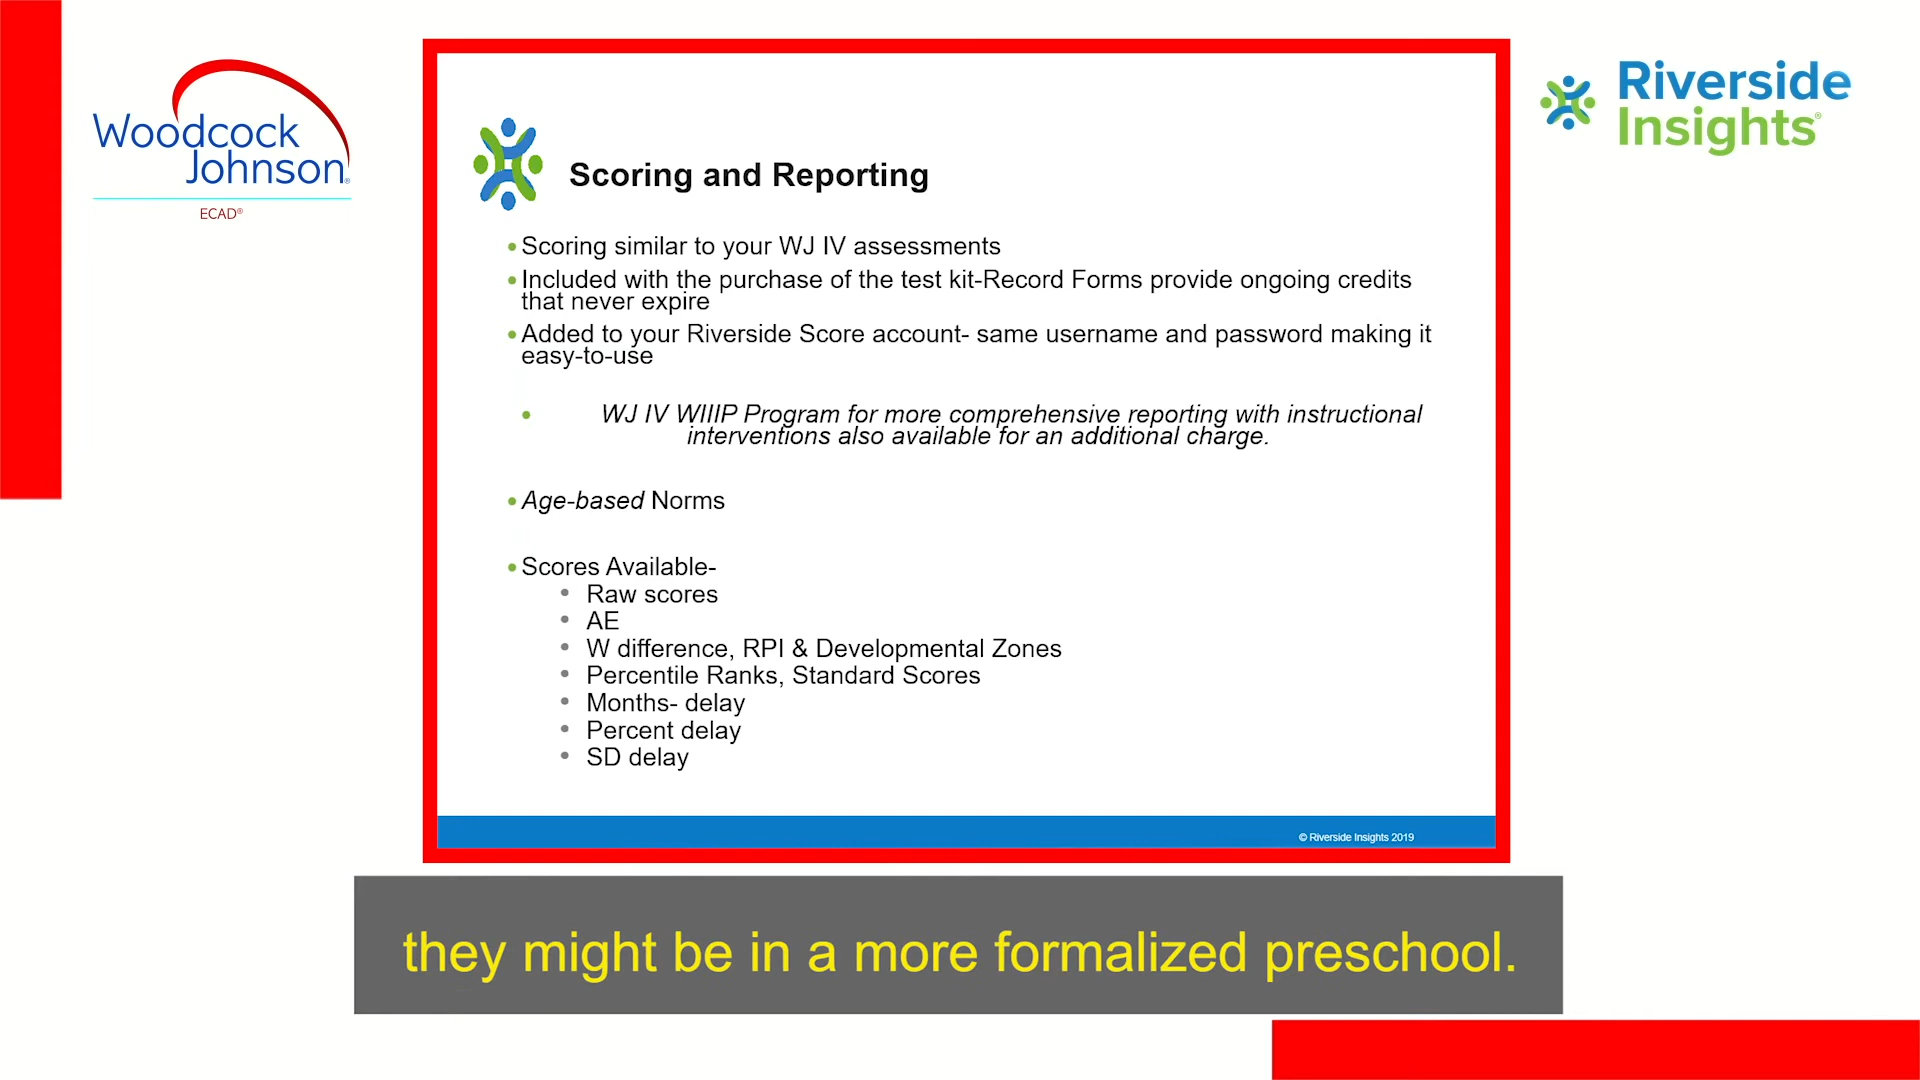 Woodcock
Johnson®
ECAD®
Riverside
Insights®
Scoring and Reporting
• Scoring similar to your WJ IV assessments
• Included with the purchase of the test kit-Record Forms provide ongoing credits
that never expire
• Added to your Riverside Score account- same username and password making it
easy-to-use
• WJ IV WIIIP Program for more comprehensive reporting with instructional
interventions also available for an additional charge.
• Age-based Norms
• Scores Available-
• Raw scores
• AE
• W difference, RPI & Developmental Zones
• Percentile Ranks, Standard Scores
• Months- delay
• Percent delay
• SD delay
© Riverside Insights 2019
they might be in a more formalized preschool.